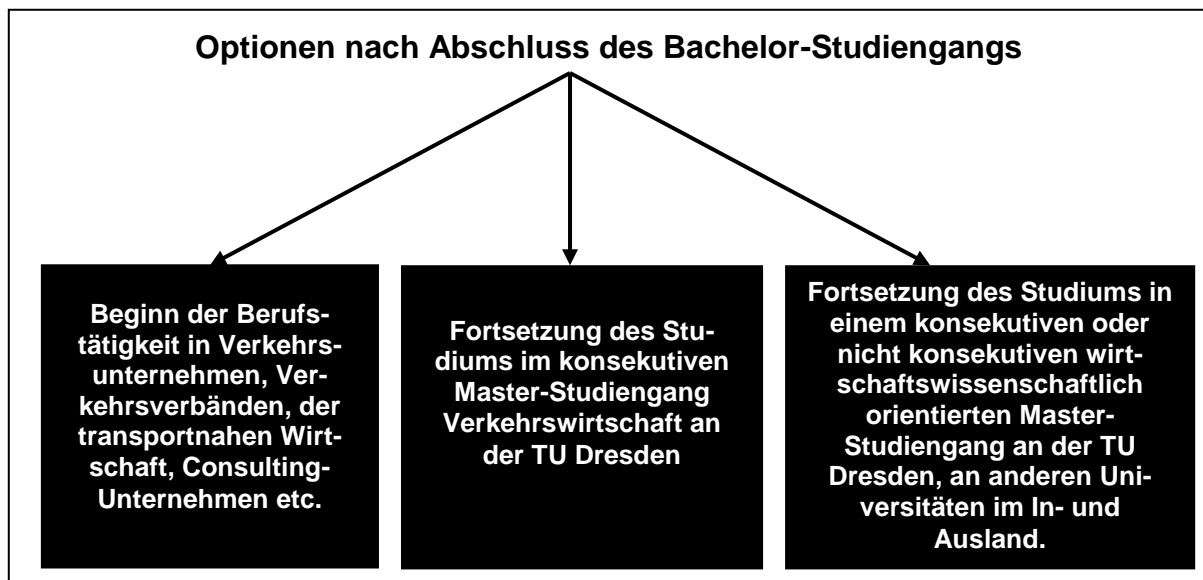 Optionen nach Abschluss des Bachelor-Studiengangs
Beginn der Berufs-
tätigkeit in Verkehrs-
unternehmen, Ver-
kehrsverbänden, der
transportnahen Wirt-
schaft, Consulting-
Unternehmen etc.
Fortsetzung des Stu-
diums im konsekutiven
Master-Studiengang
Verkehrswirtschaft an
der TU Dresden
Fortsetzung des Studiums in
einem konsekutiven oder
nicht konsekutiven wirt-
schaftswissenschaftlich
orientierten Master-
Studiengang an der TU
Dresden, an anderen Uni-
versitäten im In- und
Ausland.